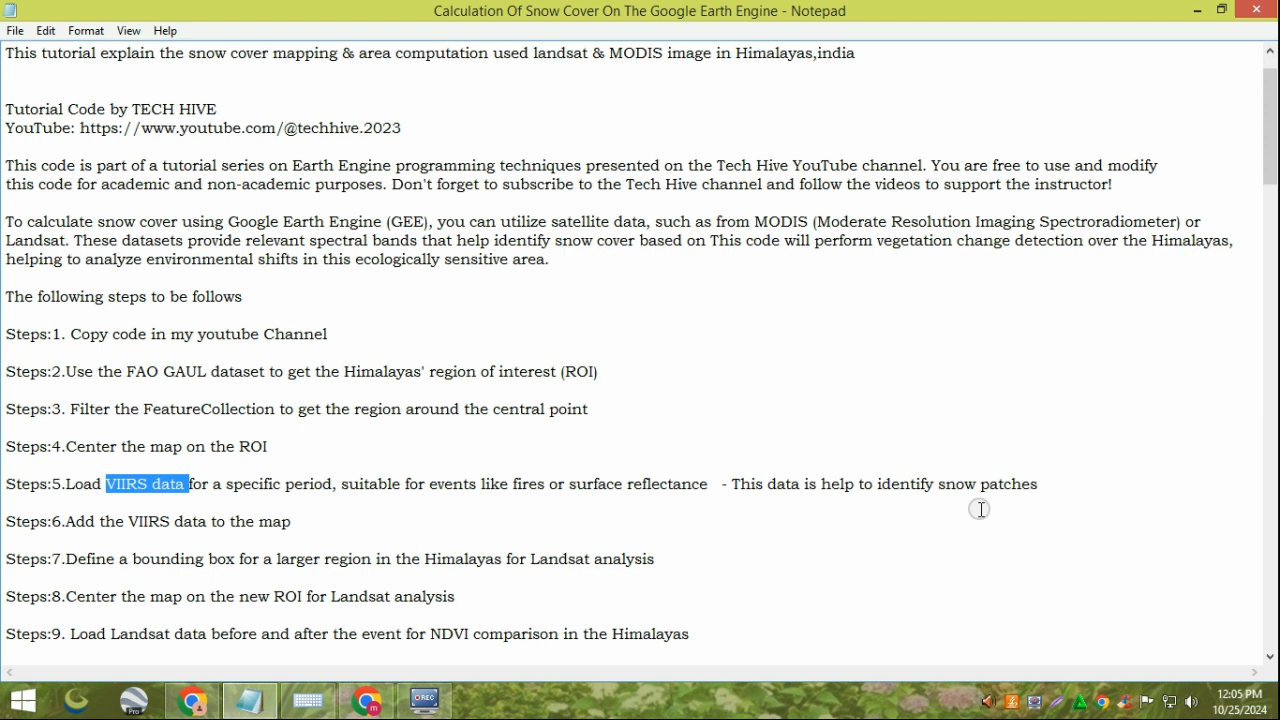 Calculation Of Snow Cover On The Google Earth Engine - Notepad
File Edit Format View Help
This tutorial explain the snow cover mapping & area computation used landsat & MODIS image in Himalayas,india
Tutorial Code by TECH HIVE
YouTube: https://www.youtube.com/@techhive.2023
This code is part of a tutorial series on Earth Engine programming techniques presented on the Tech Hive YouTube channel. You are free to use and modify
this code for academic and non-academic purposes. Don't forget to subscribe to the Tech Hive channel and follow the videos to support the instructor!
To calculate snow cover using Google Earth Engine (GEE), you can utilize satellite data, such as from MODIS (Moderate Resolution Imaging Spectroradiometer) or
Landsat. These datasets provide relevant spectral bands that help identify snow cover based on This code will perform vegetation change detection over the Himalayas,
helping to analyze environmental shifts in this ecologically sensitive area.
The following steps to be follows
Steps:1. Copy code in my youtube Channel
Steps:2.Use the FAO GAUL dataset to get the Himalayas' region of interest (ROI)
Steps:3. Filter the FeatureCollection to get the region around the central point
Steps:4.Center the map on the ROI
Steps:5.Load VIIRS data for a specific period, suitable for events like fires or surface reflectance - This data is help to identify snow patches
Steps:6.Add the VIIRS data to the map
Steps:7.Define a bounding box for a larger region in the Himalayas for Landsat analysis
Steps:8.Center the map on the new ROI for Landsat analysis
Steps:9. Load Landsat data before and after the event for NDVI comparison in the Himalayas
Pro
m
REC
12:05 PM
10/25/2024